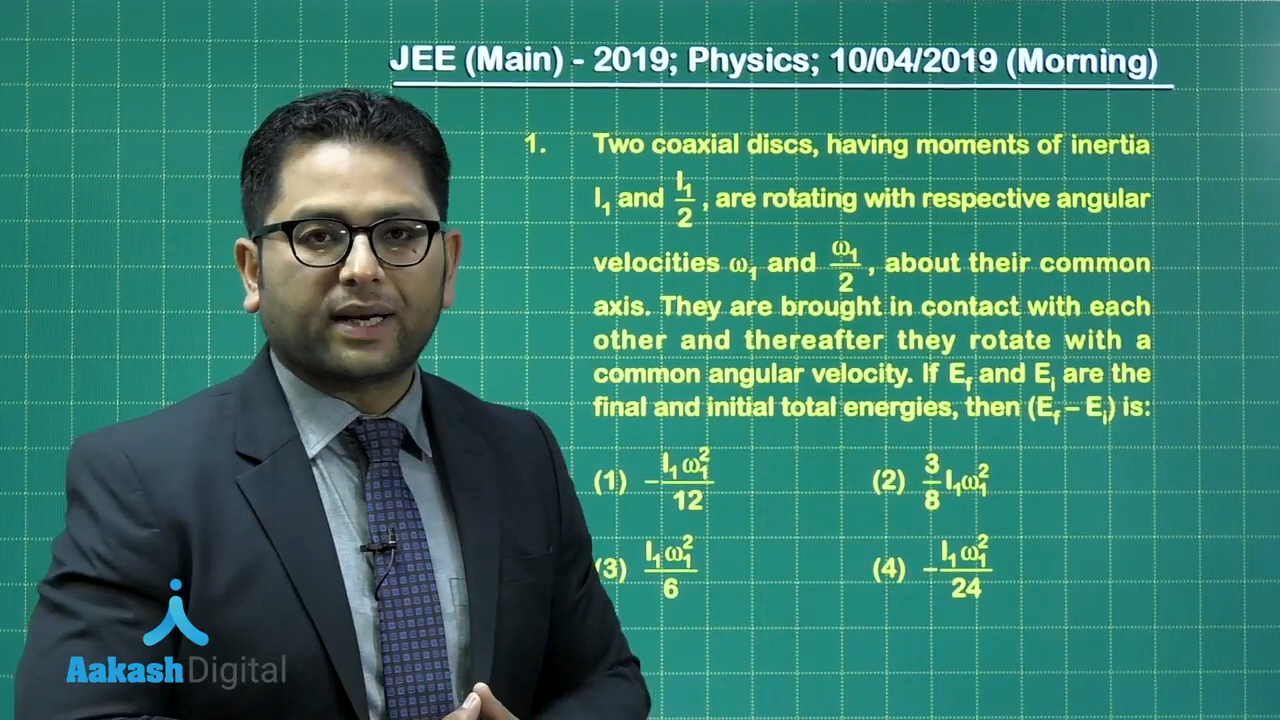 JEE (Main) - 2019; Physics; 10/04/2019 (Morning)
1. Two coaxial discs, having moments of inertia
I₁ and I₁/2, are rotating with respective angular
velocities ω₁ and ω₁/2, about their common
axis. They are brought in contact with each
other and thereafter they rotate with a
common angular velocity. If E_f and E_i are the
final and initial total energies, then (E_f – E_i) is:
(1) –I₁ω₁²/12 (2) 3/8 I₁ω₁²
(3) I₁ω₁²/6 (4) –I₁ω₁²/24
Aakash Digital